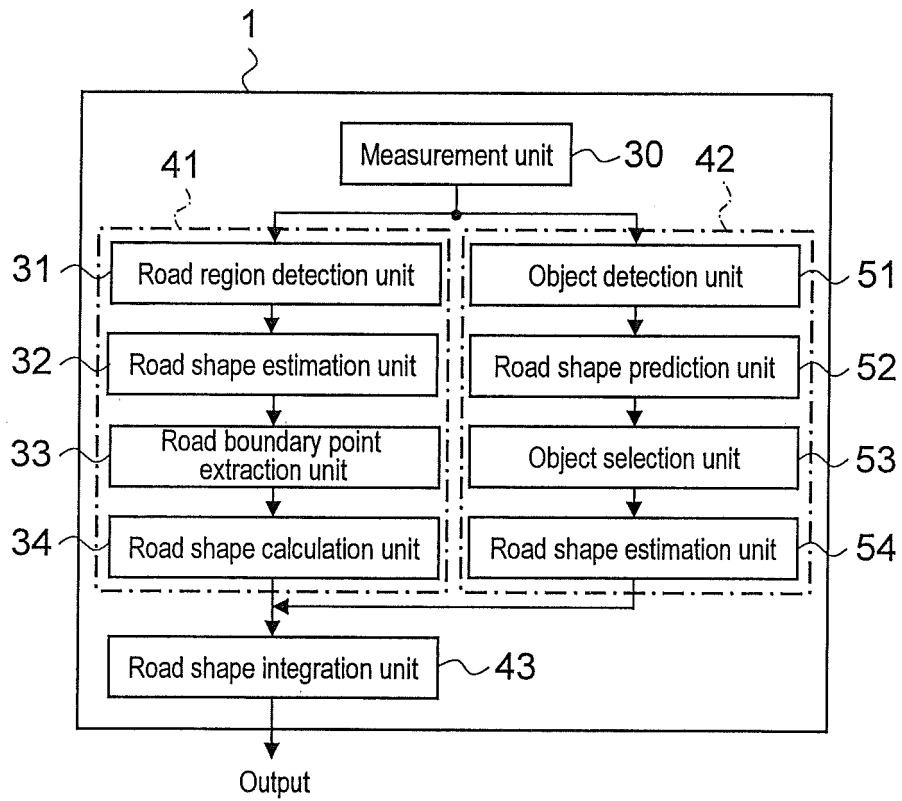 1
Measurement unit
30
41
42
31
Road region detection unit
Object detection unit
51
32
Road shape estimation unit
Road shape prediction unit
52
33
Road boundary point
extraction unit
Object selection unit
53
34
Road shape calculation unit
Road shape estimation unit
54
Road shape integration unit
43
Output